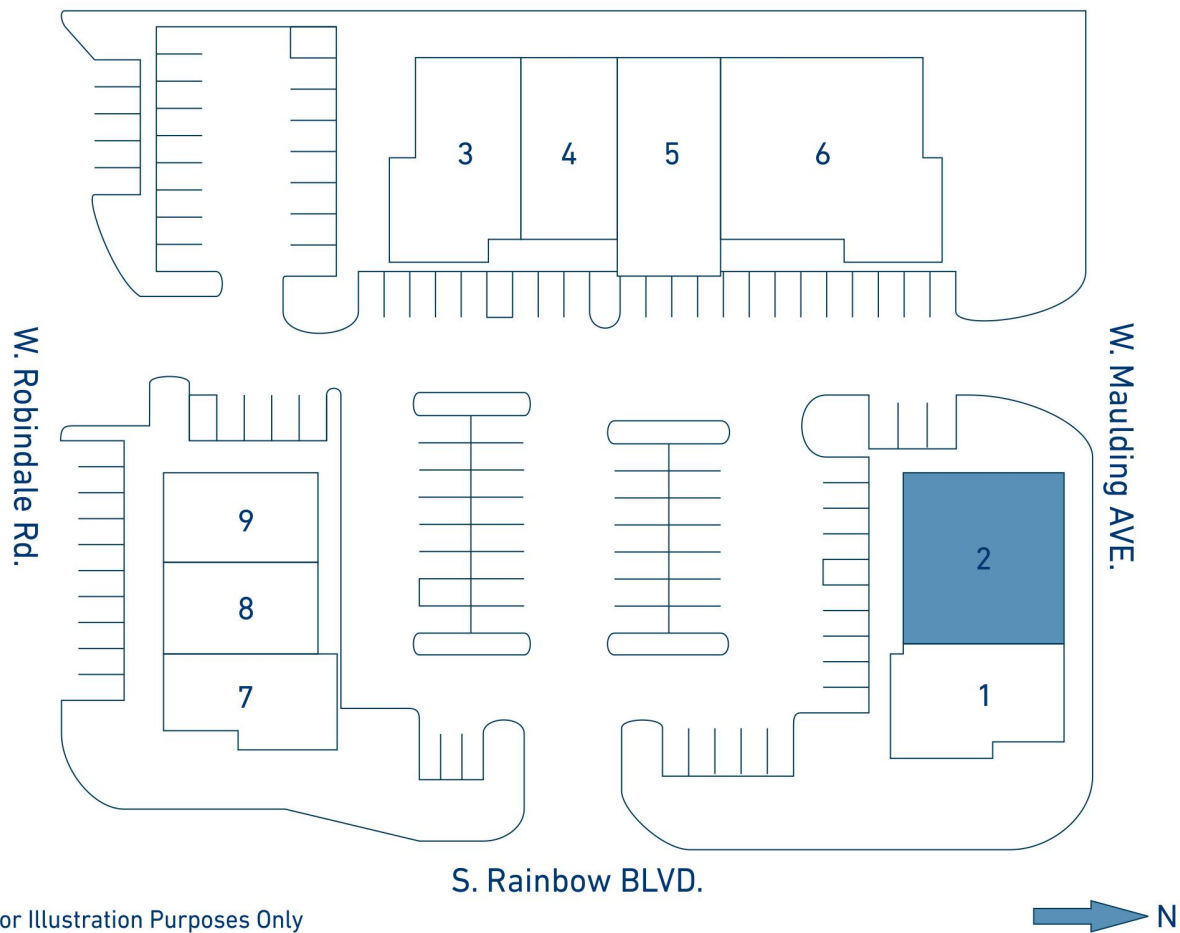 3
4
5
6
W. Robindale Rd.
W. Maulding AVE.
9
2
8
7
1
S. Rainbow BLVD.
or Illustration Purposes Only
N